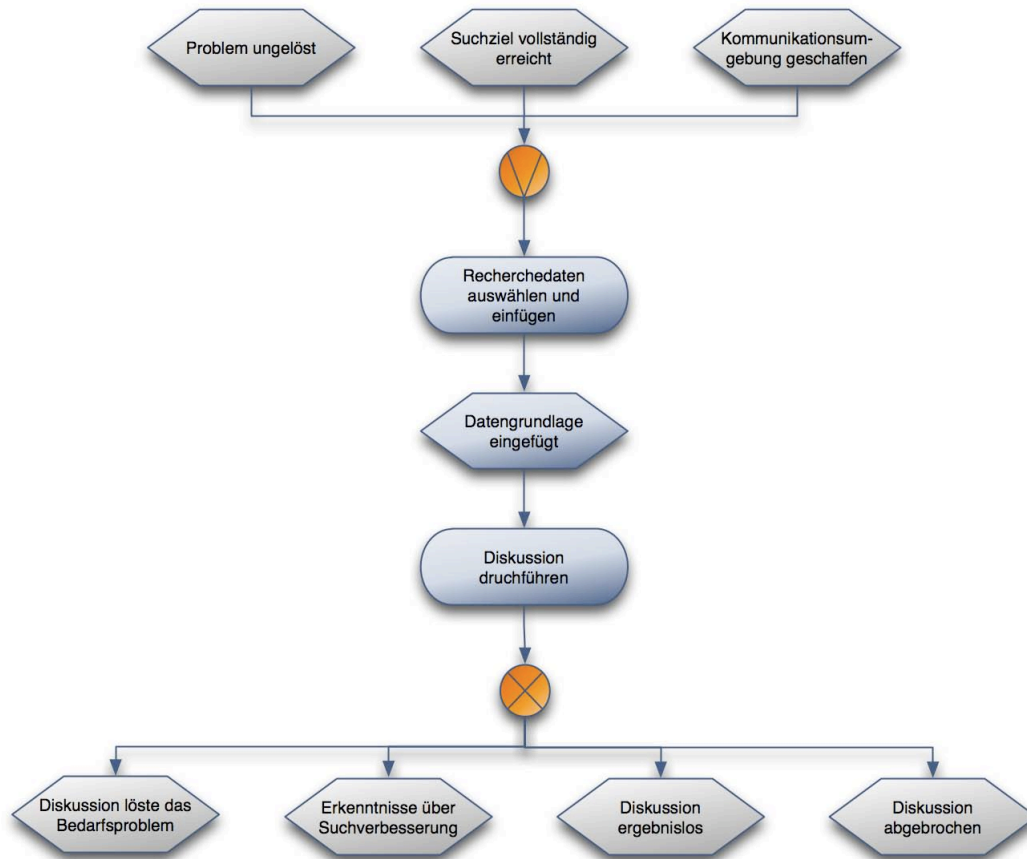 Problem ungelöst
Suchziel vollständig
erreicht
Kommunikationsum-
gebung geschaffen
Recherchedaten
auswählen und
einfügen
Datengrundlage
eingefügt
Diskussion
druchführen
Diskussion löste das
Bedarfsproblem
Erkenntnisse über
Suchverbesserung
Diskussion
ergebnislos
Diskussion
abgebrochen